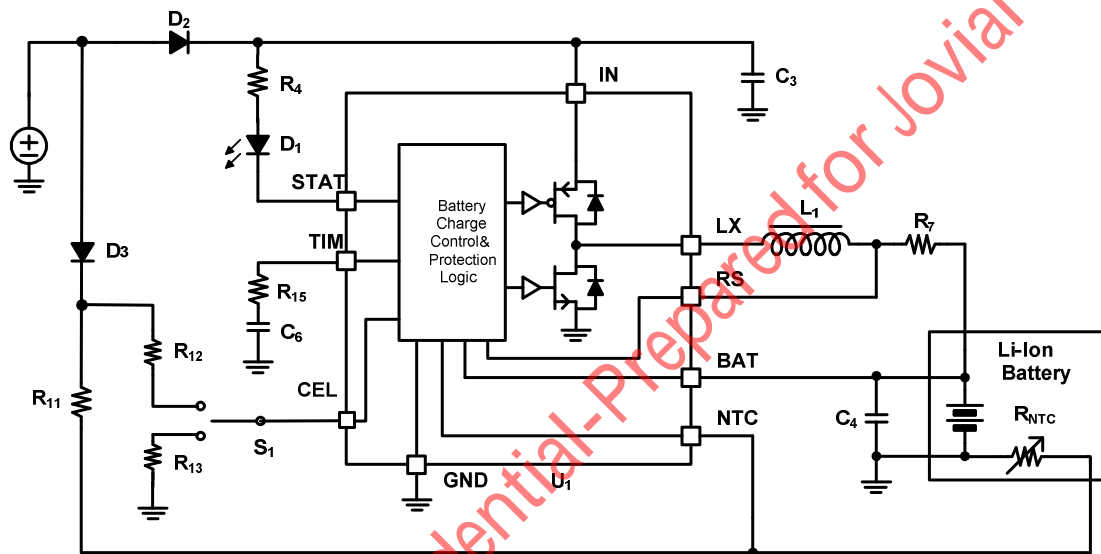 D2
IN
R4
C3
D1
STAT
Battery
Charge
Control&
Protection
Logic
LX
L1
R7
TIM
D3
RS
R15
C6
R12
Li-Ion
Battery
BAT
CEL
R11
RNTC
NTC
C4
S1
R13
GND
U1
dential-Prepared for Jovial